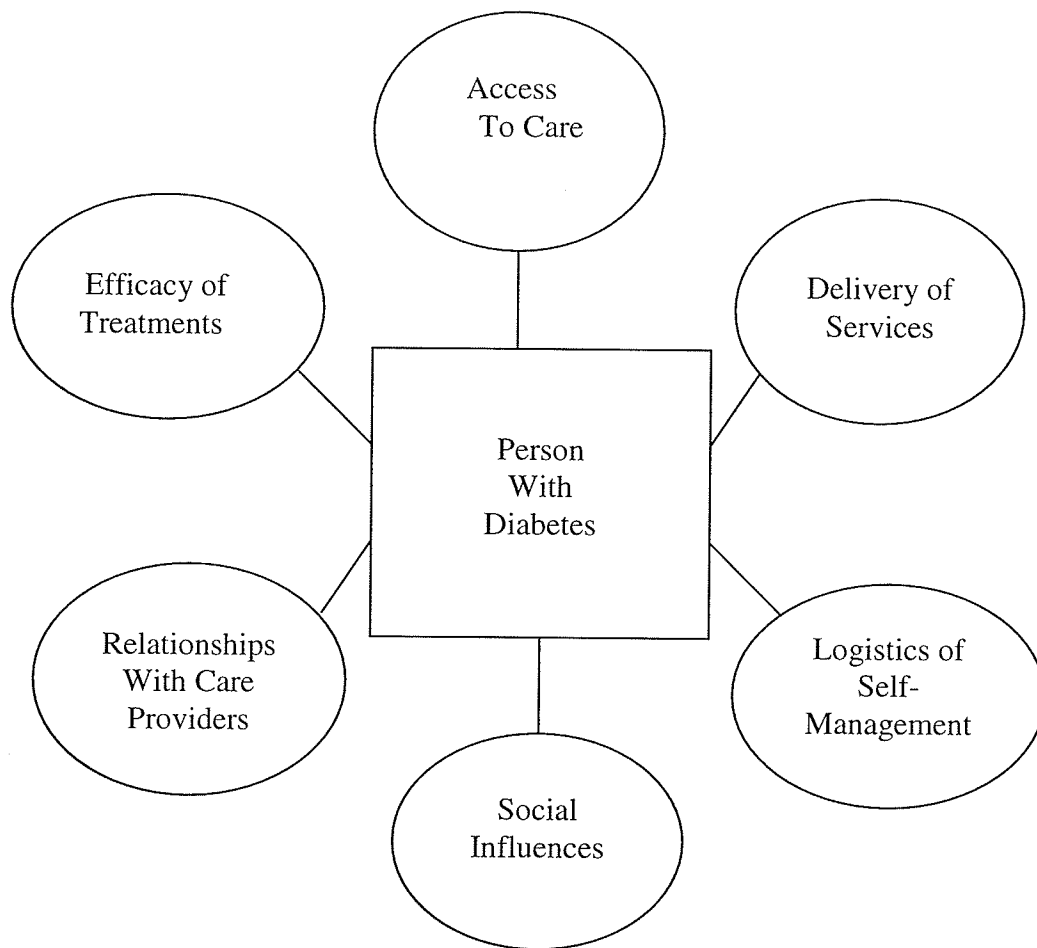 Access
To Care
Efficacy of
Treatments
Delivery of
Services
Person
With
Diabetes
Relationships
With Care
Providers
Logistics of
Self-
Management
Social
Influences